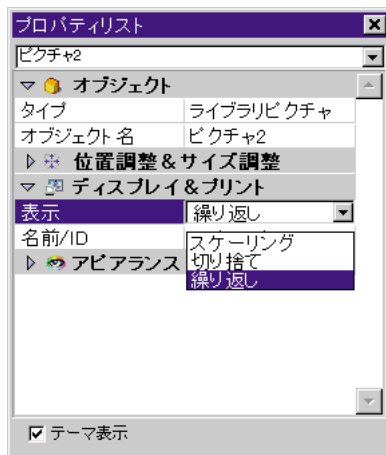 プロパティリスト
ピクチャ2
オブジェクト
タイプ ライブラリピクチャ
オブジェクト名 ピクチャ2
位置調整&サイズ調整
ディスプレイ&プリント
表示 繰り返し
名前/ID スケーリング
切り捨て
アピアランス 繰り返し
テーマ表示